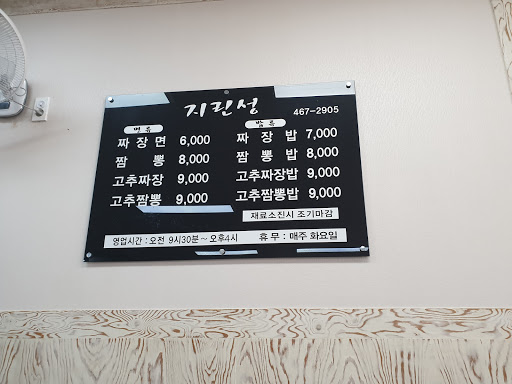 지린성 467-2905
면류 밥류
짜장면 6,000 짜장밥 7,000
짬뽕 8,000 짬뽕밥 8,000
고추짜장 9,000 고추짜장밥 9,000
고추짬뽕 9,000 고추짬뽕밥 9,000
재료소진시 조기마감
영업시간 : 오전 9시30분~오후4시 휴무 : 매주 화요일